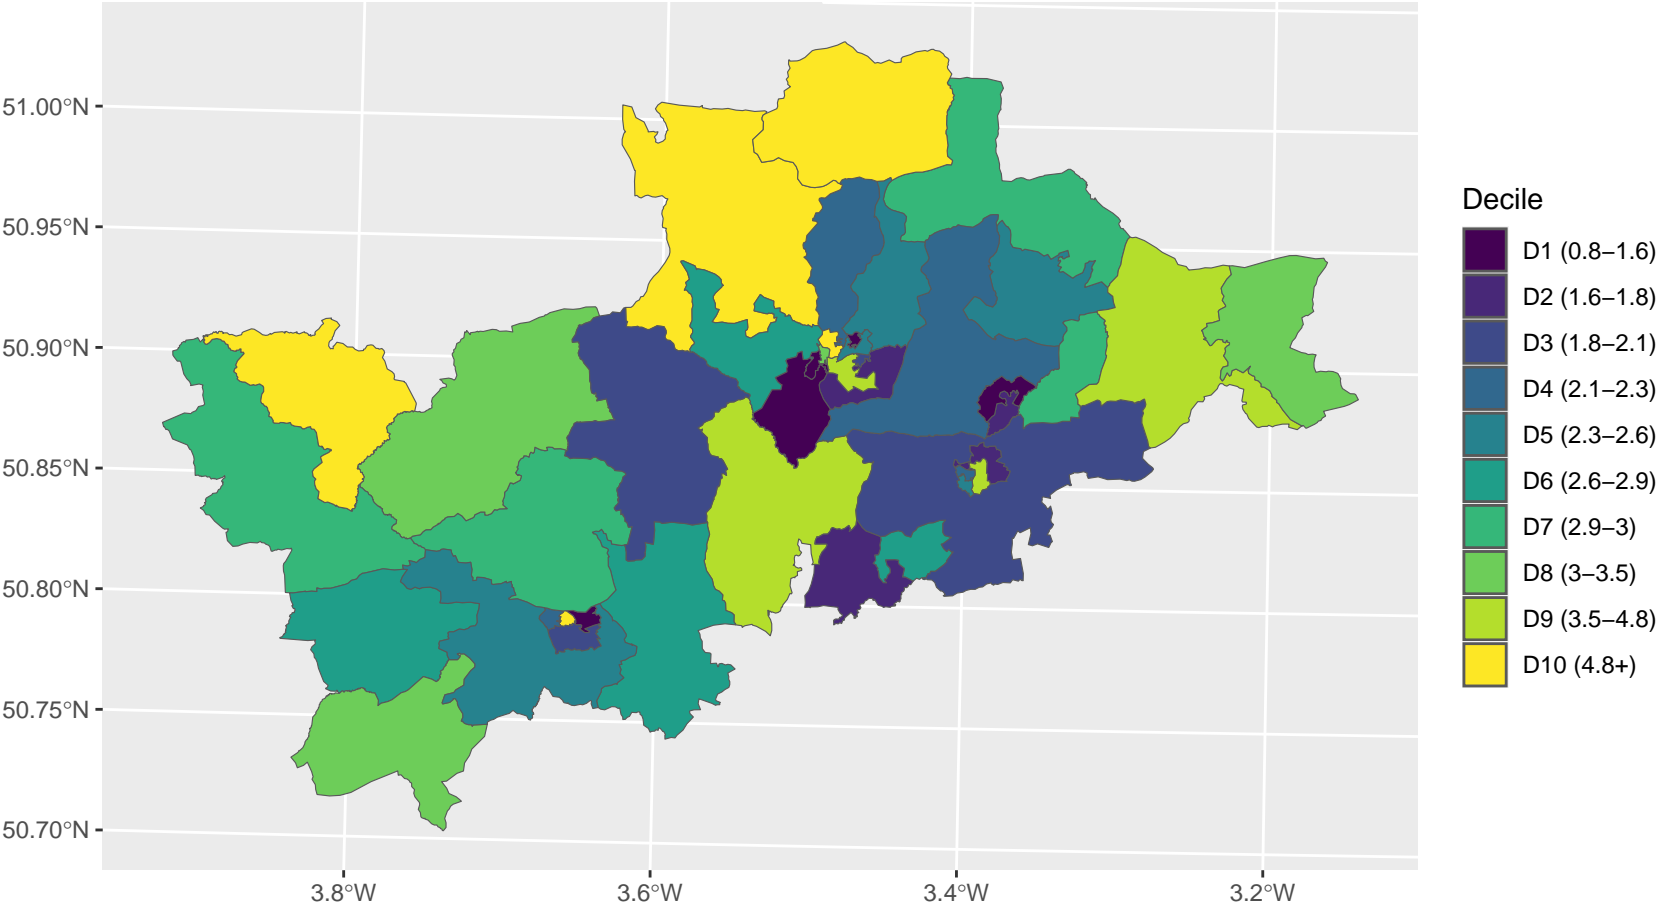 51.00°N
50.95°N
50.90°N
50.85°N
50.80°N
50.75°N
50.70°N
3.8°W 3.6°W 3.4°W 3.2°W
Decile
D1 (0.8–1.6)
D2 (1.6–1.8)
D3 (1.8–2.1)
D4 (2.1–2.3)
D5 (2.3–2.6)
D6 (2.6–2.9)
D7 (2.9–3)
D8 (3–3.5)
D9 (3.5–4.8)
D10 (4.8+)